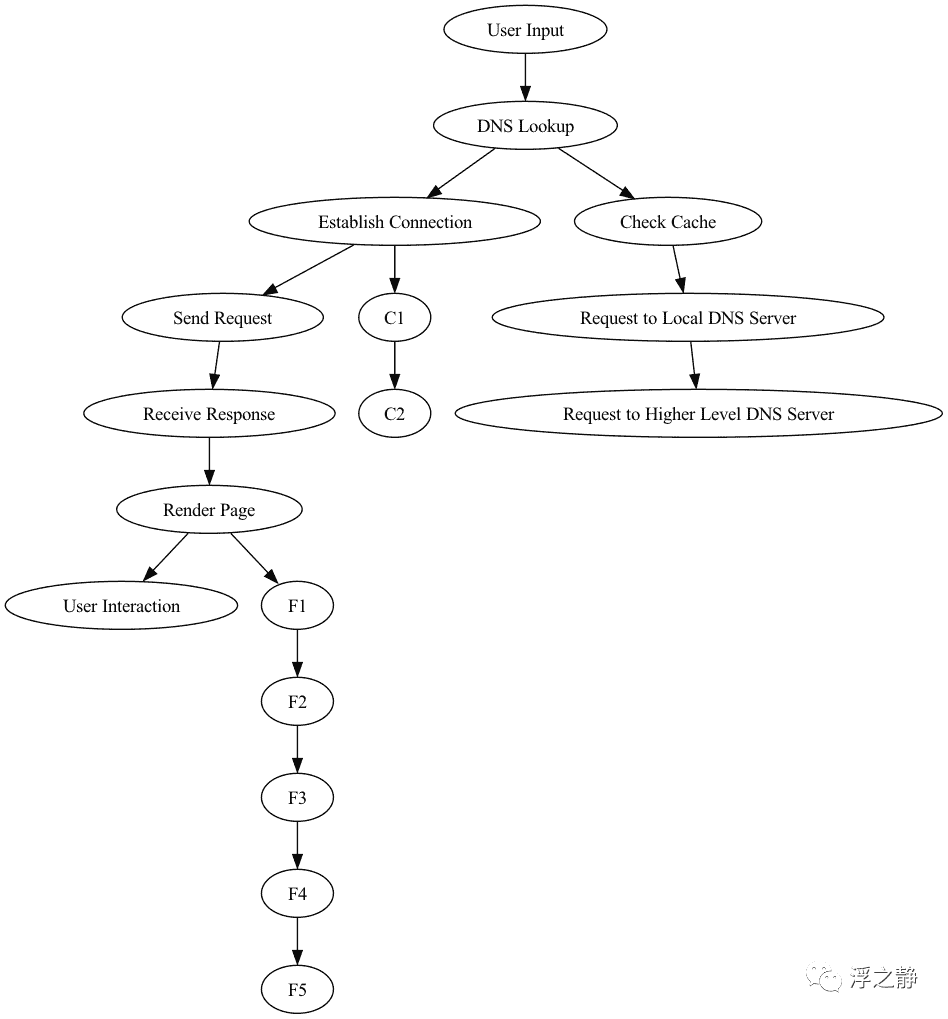 User Input
DNS Lookup
Establish Connection
Check Cache
Send Request
C1
Request to Local DNS Server
Receive Response
C2
Request to Higher Level DNS Server
Render Page
User Interaction
F1
F2
F3
F4
F5
浮之静